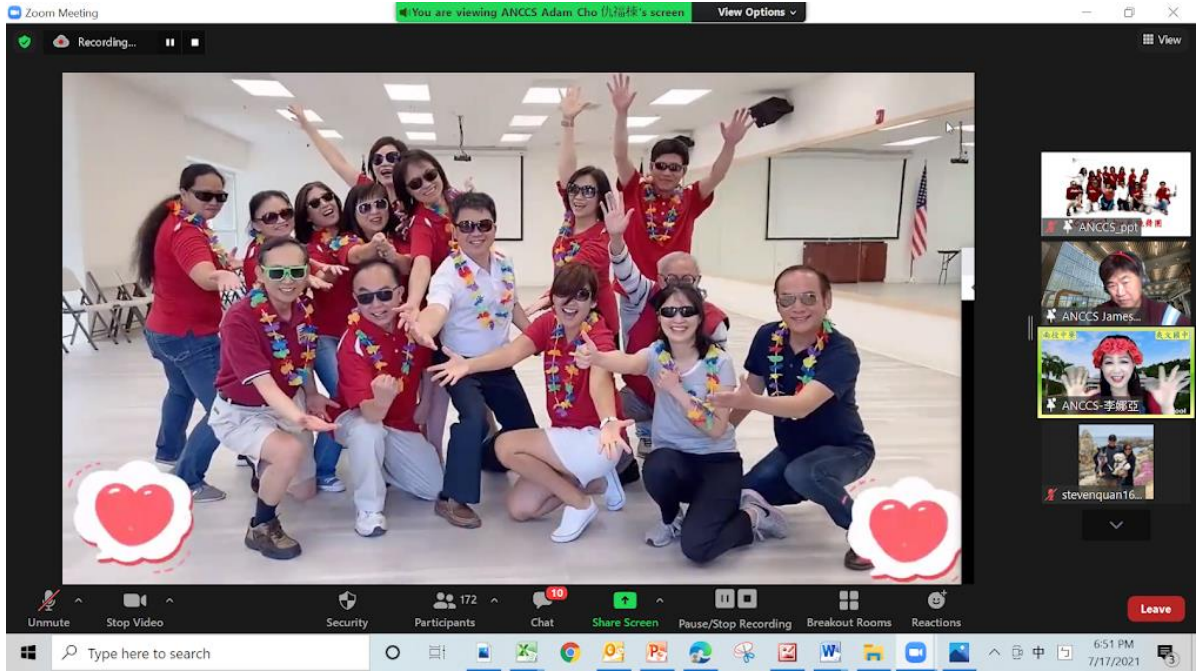 Zoom Meeting
You are viewing ANCCS Adam Cho 仇福棟's screen
View Options
Recording...
View
ANCCS_ppt
ANCCS James...
ANCCS-李娜亞
stevenquan16...
Unmute
Stop Video
Security
172
Participants
10
Chat
Share Screen
Pause/Stop Recording
Breakout Rooms
Reactions
Leave
Type here to search
中
6:51 PM
7/17/2021
3